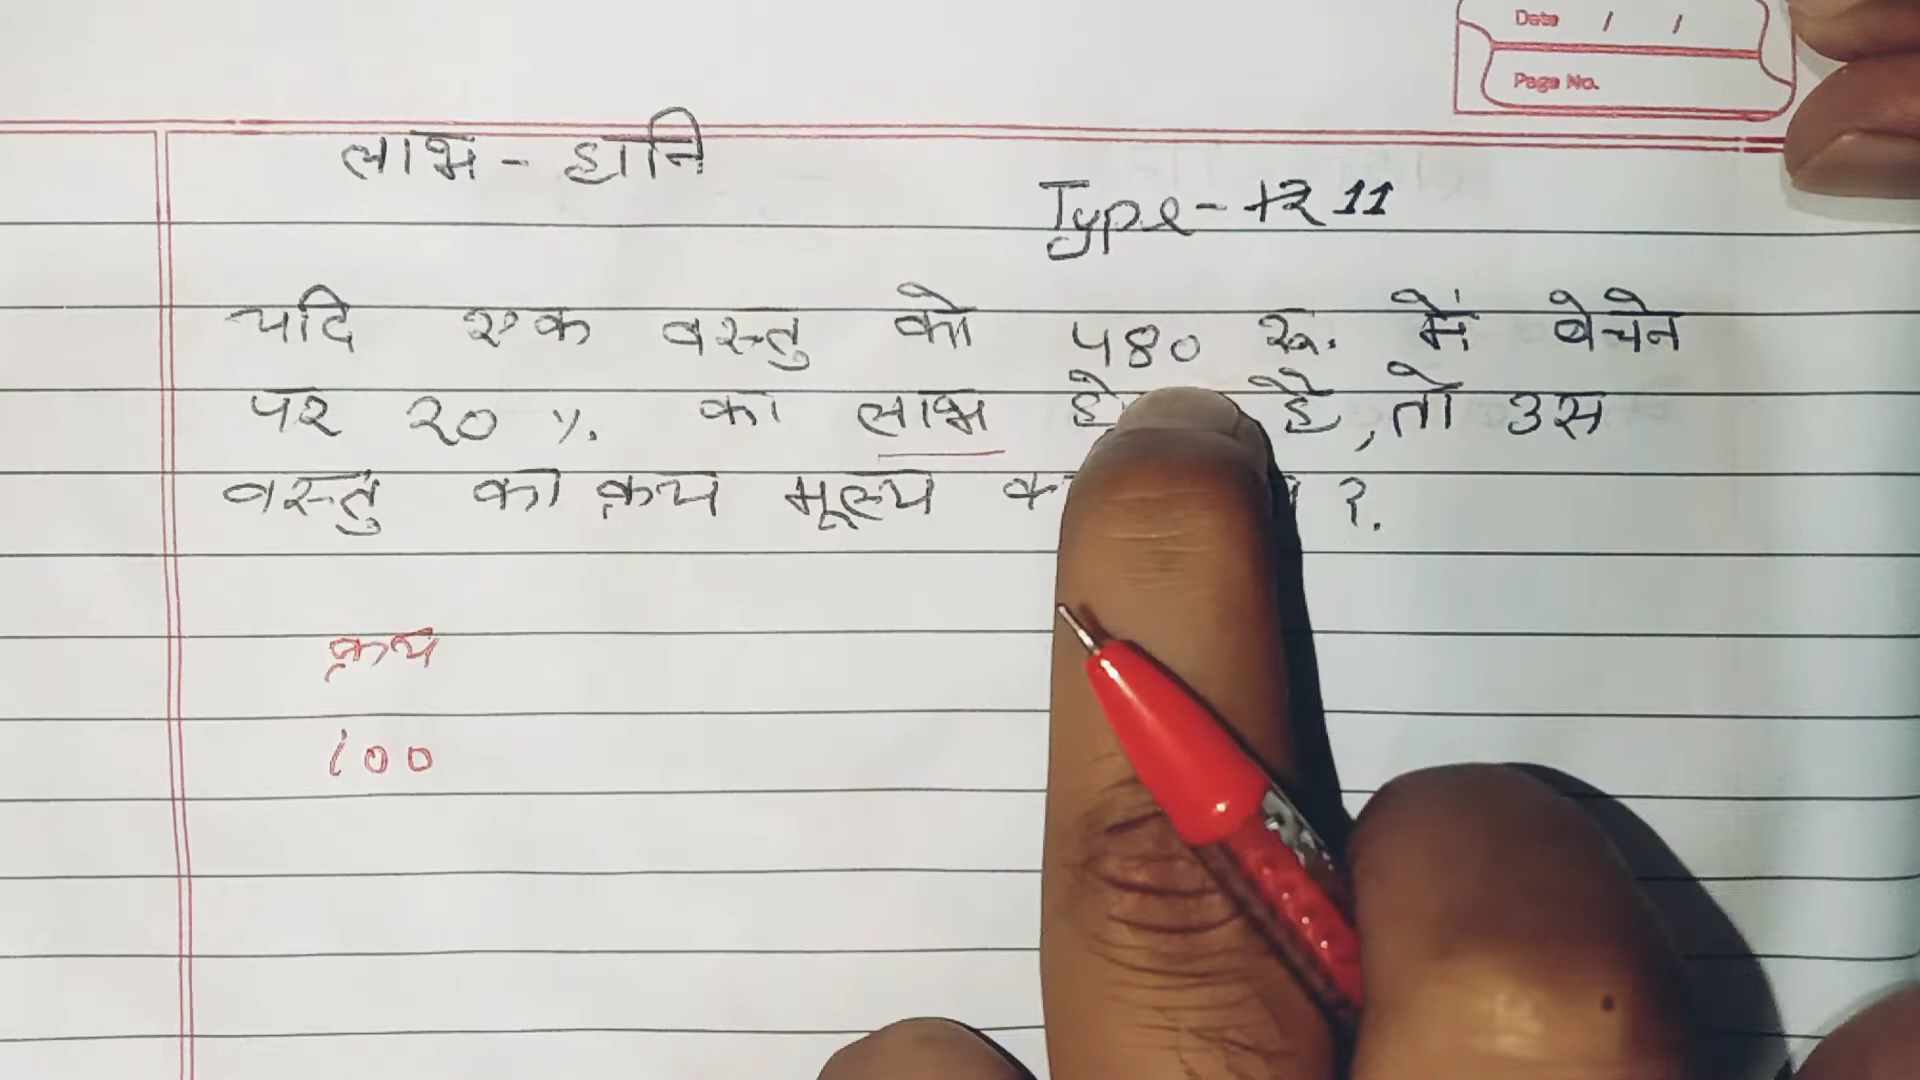 Date / /
Page No.
लाभ - हानि
Type - 11
यदि एक वस्तु को 480 रू. में बेचने
पर 20 %. का लाभ है, तो उस
वस्तु का क्रय मूल्य ?.
क्रय
100